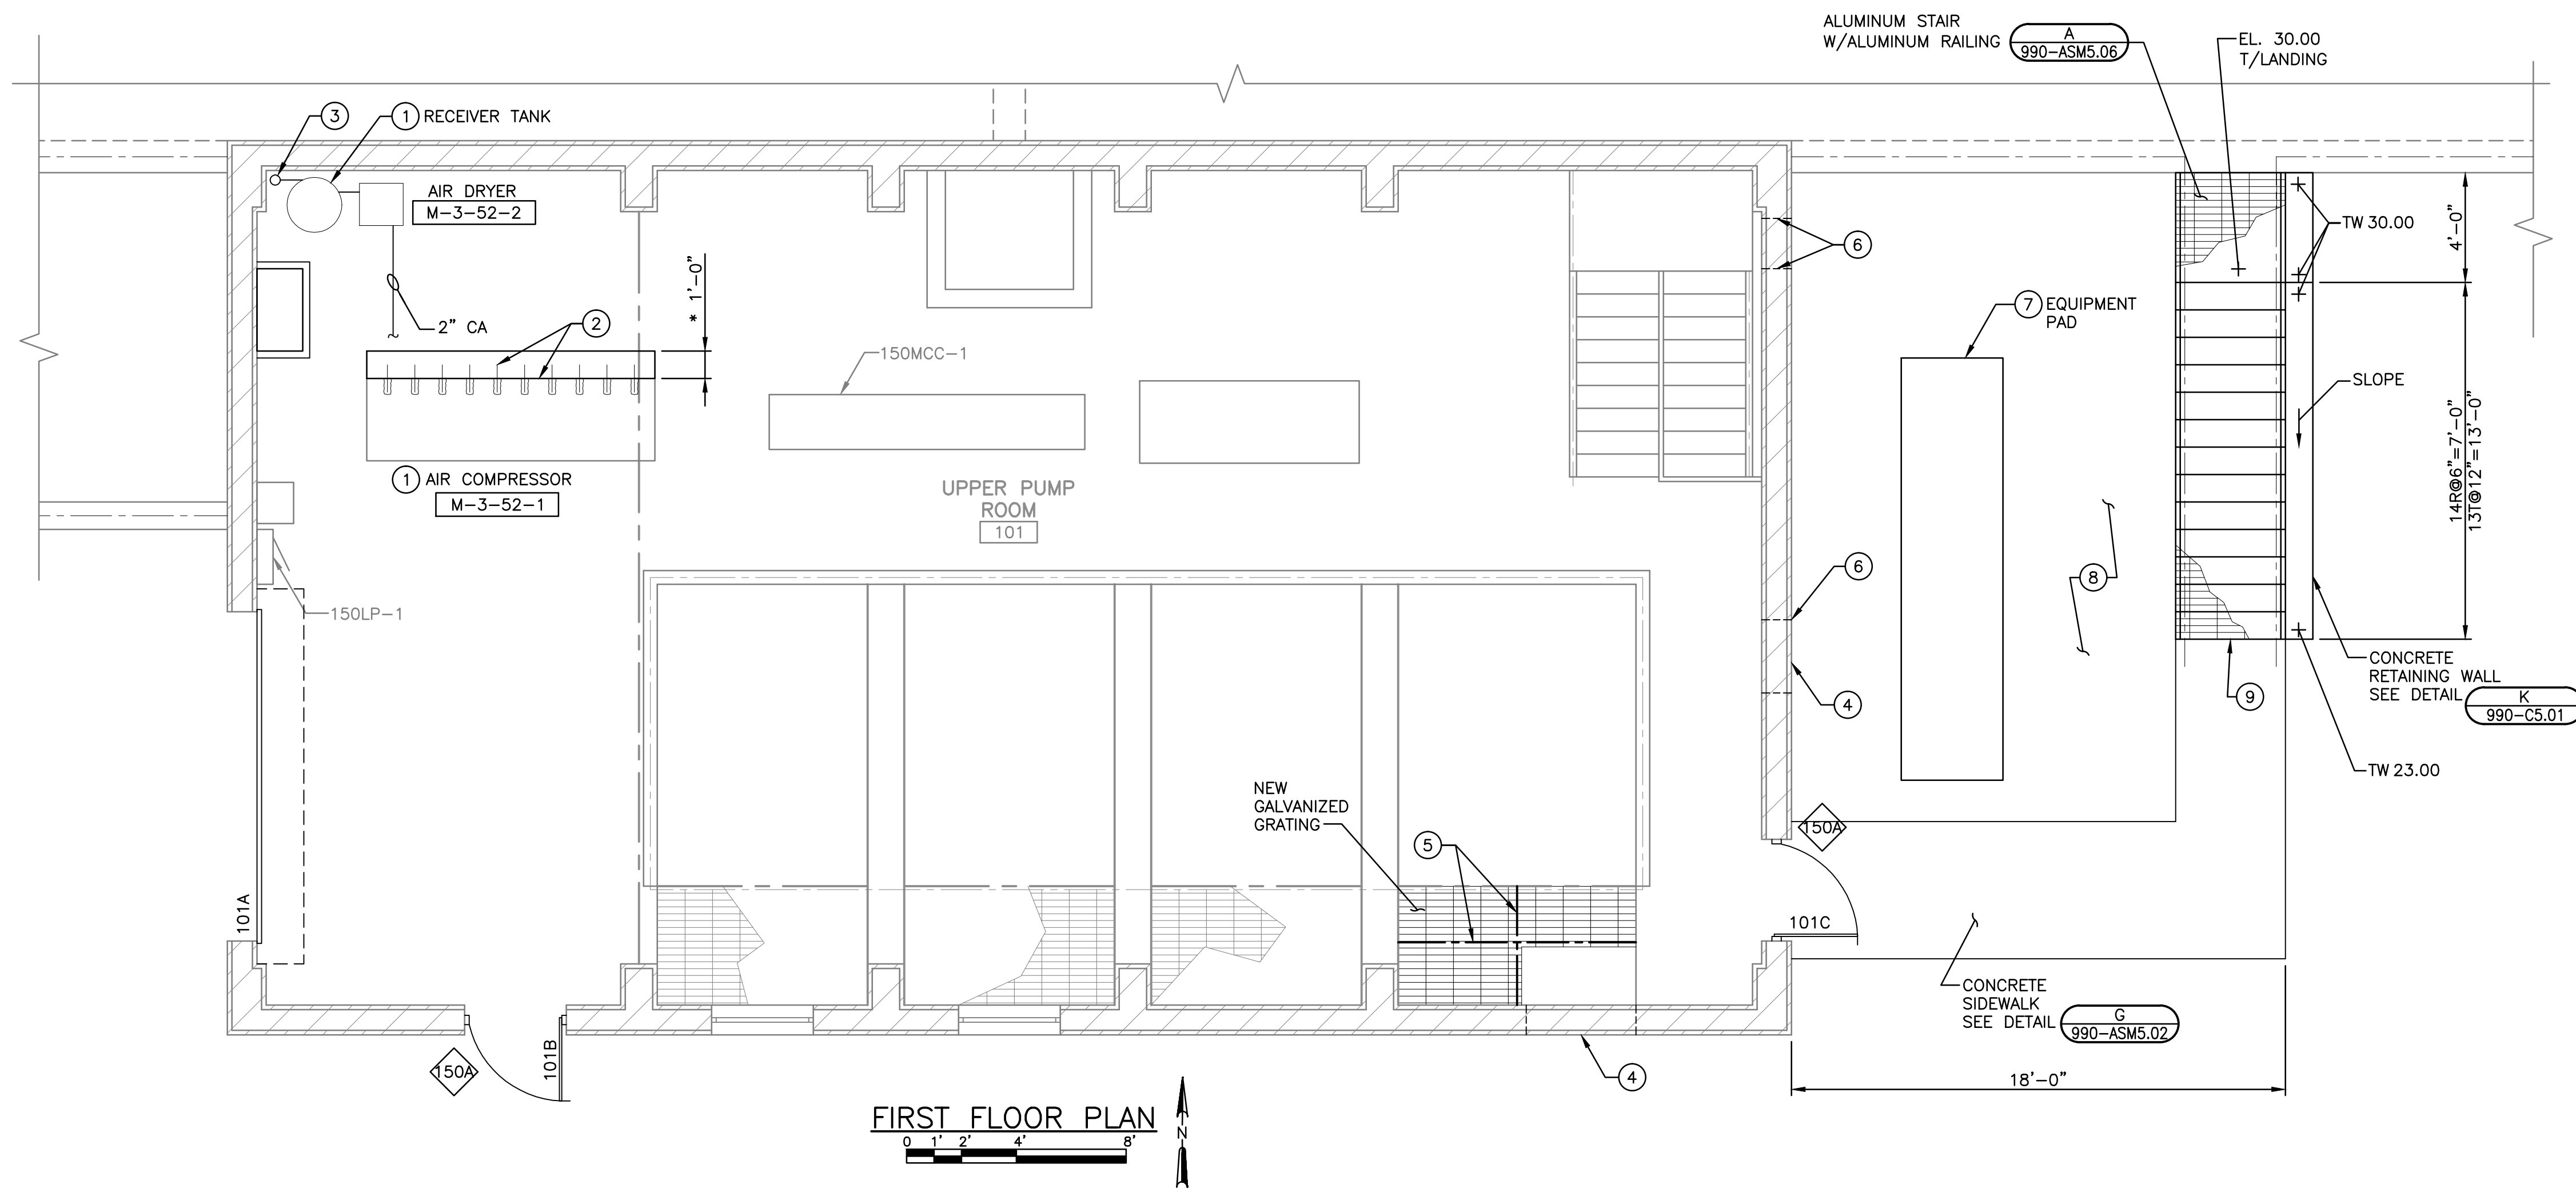 ALUMINUM STAIR
W/ALUMINUM RAILING
A
990-ASM5.06
EL. 30.00
T/LANDING
3
1 RECEIVER TANK
AIR DRYER
M-3-52-2
2" CA
2
* 1'-0"
150MCC-1
1 AIR COMPRESSOR
M-3-52-1
UPPER PUMP
ROOM
101
150LP-1
6
TW 30.00
4'-0"
7 EQUIPMENT
PAD
SLOPE
14R@6"=7'-0"
13T@12"=13'-0"
6
8
4
9
CONCRETE
RETAINING WALL
SEE DETAIL
K
990-C5.01
TW 23.00
NEW
GALVANIZED
GRATING
5
150A
101A
101C
CONCRETE
SIDEWALK
SEE DETAIL
G
990-ASM5.02
150A
101B
4
18'-0"
FIRST FLOOR PLAN
0 1' 2' 4' 8'
N